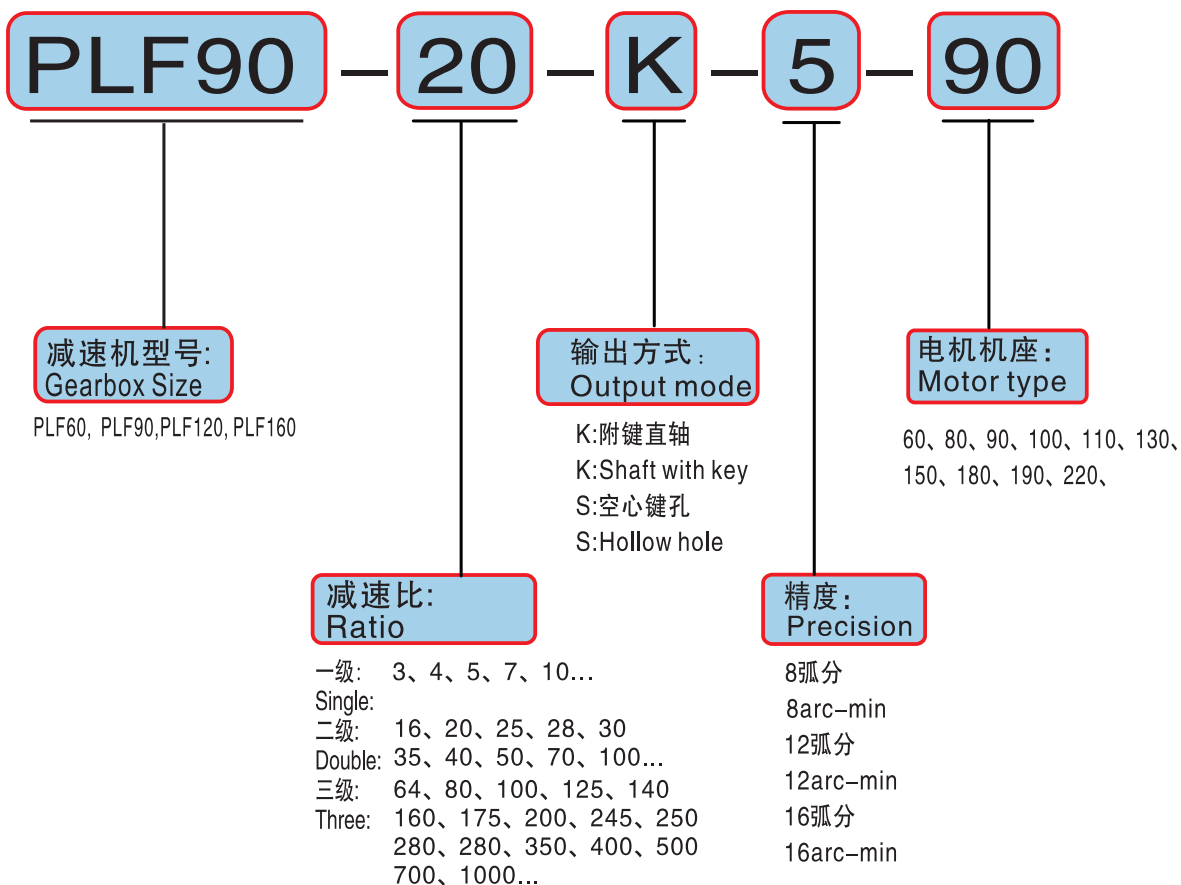 PLF90 — 20 — K — 5 — 90
减速机型号:
Gearbox Size
PLF60, PLF90,PLF120, PLF160
输出方式：
Output mode
K:附键直轴
K:Shaft with key
S:空心键孔
S:Hollow hole
电机机座：
Motor type
60、80、90、100、110、130、
150、180、190、220、
减速比:
Ratio
一级: 3、4、5、7、10...
Single:
二级: 16、20、25、28、30
Double: 35、40、50、70、100...
三级: 64、80、100、125、140
Three: 160、175、200、245、250
280、280、350、400、500
700、1000...
精度：
Precision
8弧分
8arc-min
12弧分
12arc-min
16弧分
16arc-min